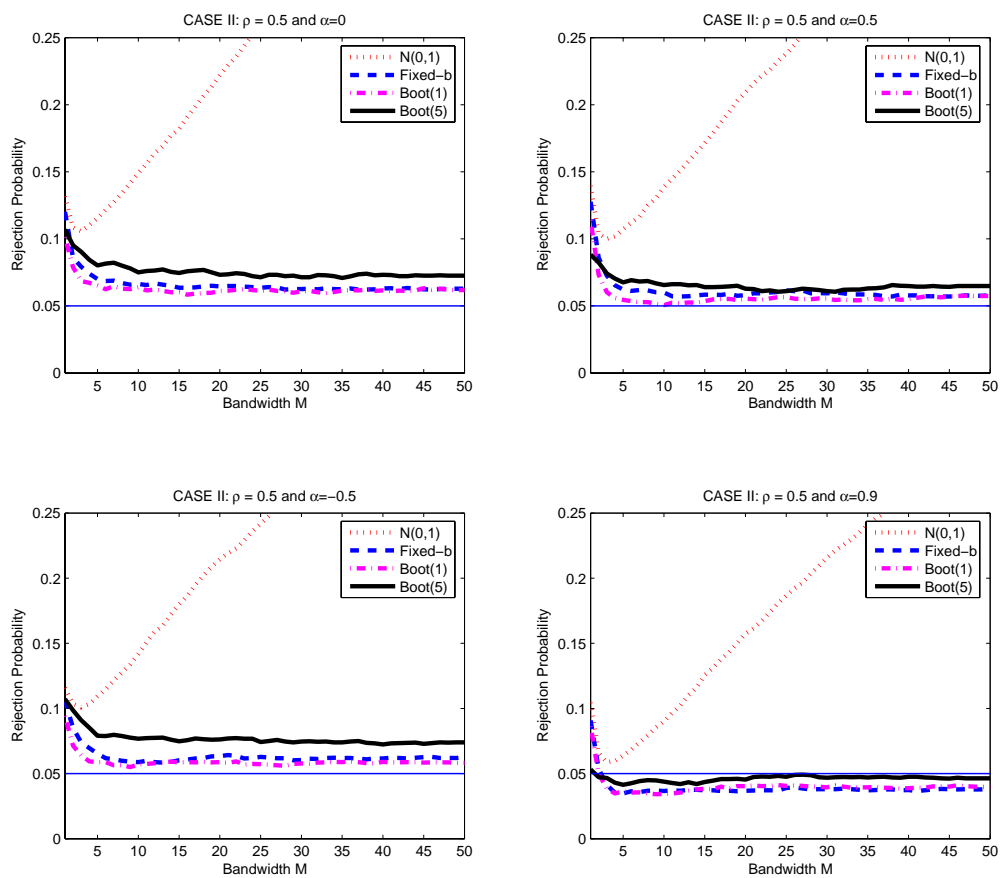 CASE II: ρ = 0.5 and α=0
0.25
0.2
0.15
0.1
0.05
0
Rejection Probability
N(0,1)
Fixed−b
Boot(1)
Boot(5)
5 10 15 20 25 30 35 40 45 50
Bandwidth M
CASE II: ρ = 0.5 and α=0.5
0.25
0.2
0.15
0.1
0.05
0
Rejection Probability
N(0,1)
Fixed−b
Boot(1)
Boot(5)
5 10 15 20 25 30 35 40 45 50
Bandwidth M
CASE II: ρ = 0.5 and α=−0.5
0.25
0.2
0.15
0.1
0.05
0
Rejection Probability
N(0,1)
Fixed−b
Boot(1)
Boot(5)
5 10 15 20 25 30 35 40 45 50
Bandwidth M
CASE II: ρ = 0.5 and α=0.9
0.25
0.2
0.15
0.1
0.05
0
Rejection Probability
N(0,1)
Fixed−b
Boot(1)
Boot(5)
5 10 15 20 25 30 35 40 45 50
Bandwidth M